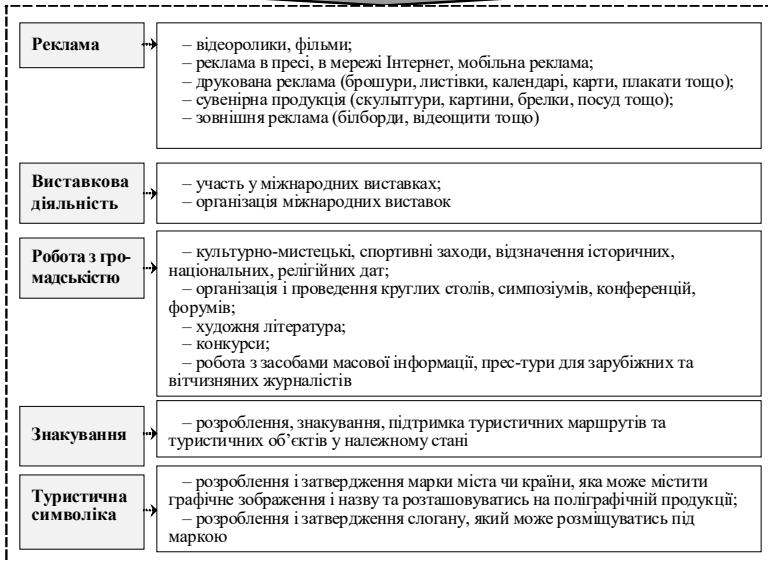 Реклама
– відеоролики, фільми;
– реклама в пресі, в мережі Інтернет, мобільна реклама;
– друкована реклама (брошури, листівки, календарі, карти, плакати тощо);
– сувенірна продукція (скульптури, картини, брелки, посуд тощо);
– зовнішня реклама (білборди, відеощити тощо)
Виставкова
діяльність
– участь у міжнародних виставках;
– організація міжнародних виставок
Робота з гро-
мадськістю
– культурно-мистецькі, спортивні заходи, відзначення історичних,
національних, релігійних дат;
– організація і проведення круглих столів, симпозіумів, конференцій,
форумів;
– художня література;
– конкурси;
– робота з засобами масової інформації, прес-тури для зарубіжних та
вітчизняних журналістів
Знакування
– розроблення, знакування, підтримка туристичних маршрутів та
туристичних об’єктів у належному стані
Туристична
символіка
– розроблення і затвердження марки міста чи країни, яка може містити
графічне зображення і назву та розташовуватись на поліграфічній продукції;
– розроблення і затвердження слогану, який може розміщуватись під
маркою